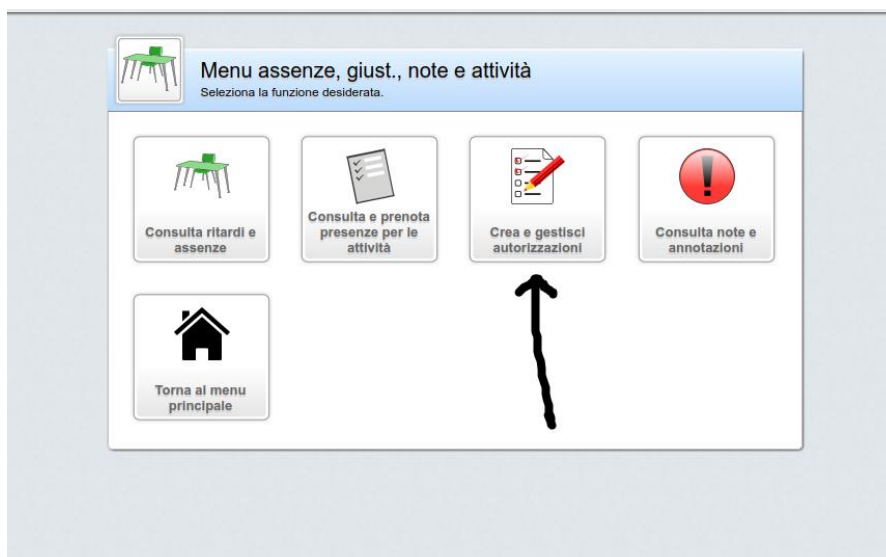 Menu assenze, giust., note e attività
Seleziona la funzione desiderata.
Consulta ritardi e
assenze
Consulta e prenota
presenze per le
attività
Crea e gestisci
autorizzazioni
Consulta note e
annotazioni
Torna al menu
principale